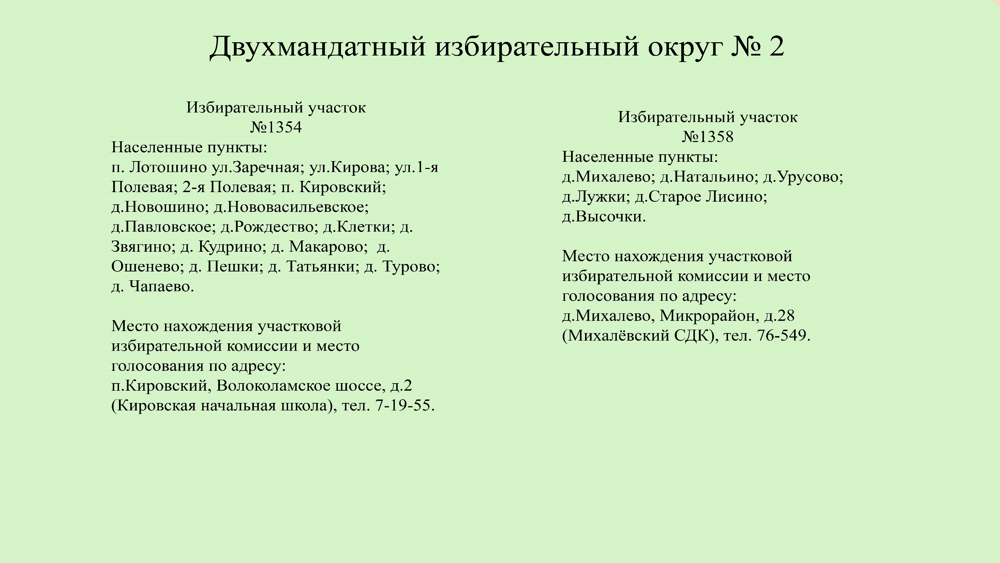 Двухмандатный избирательный округ № 2
Избирательный участок
№1354
Населенные пункты:
п. Лотошино ул.Заречная; ул.Кирова; ул.1-я
Полевая; 2-я Полевая; п. Кировский;
д.Новошино; д.Нововасильевское;
д.Павловское; д.Рождество; д.Клетки; д.
Звягино; д. Кудрино; д. Макарово;  д.
Ошенево; д. Пешки; д. Татьянки; д. Турово;
д. Чапаево.
Место нахождения участковой
избирательной комиссии и место
голосования по адресу:
п.Кировский, Волоколамское шоссе, д.2
(Кировская начальная школа), тел. 7-19-55.
Избирательный участок
№1358
Населенные пункты:
д.Михалево; д.Натальино; д.Урусово;
д.Лужки; д.Старое Лисино;
д.Высочки.
Место нахождения участковой
избирательной комиссии и место
голосования по адресу:
д.Михалево, Микрорайон, д.28
(Михалёвский СДК), тел. 76-549.